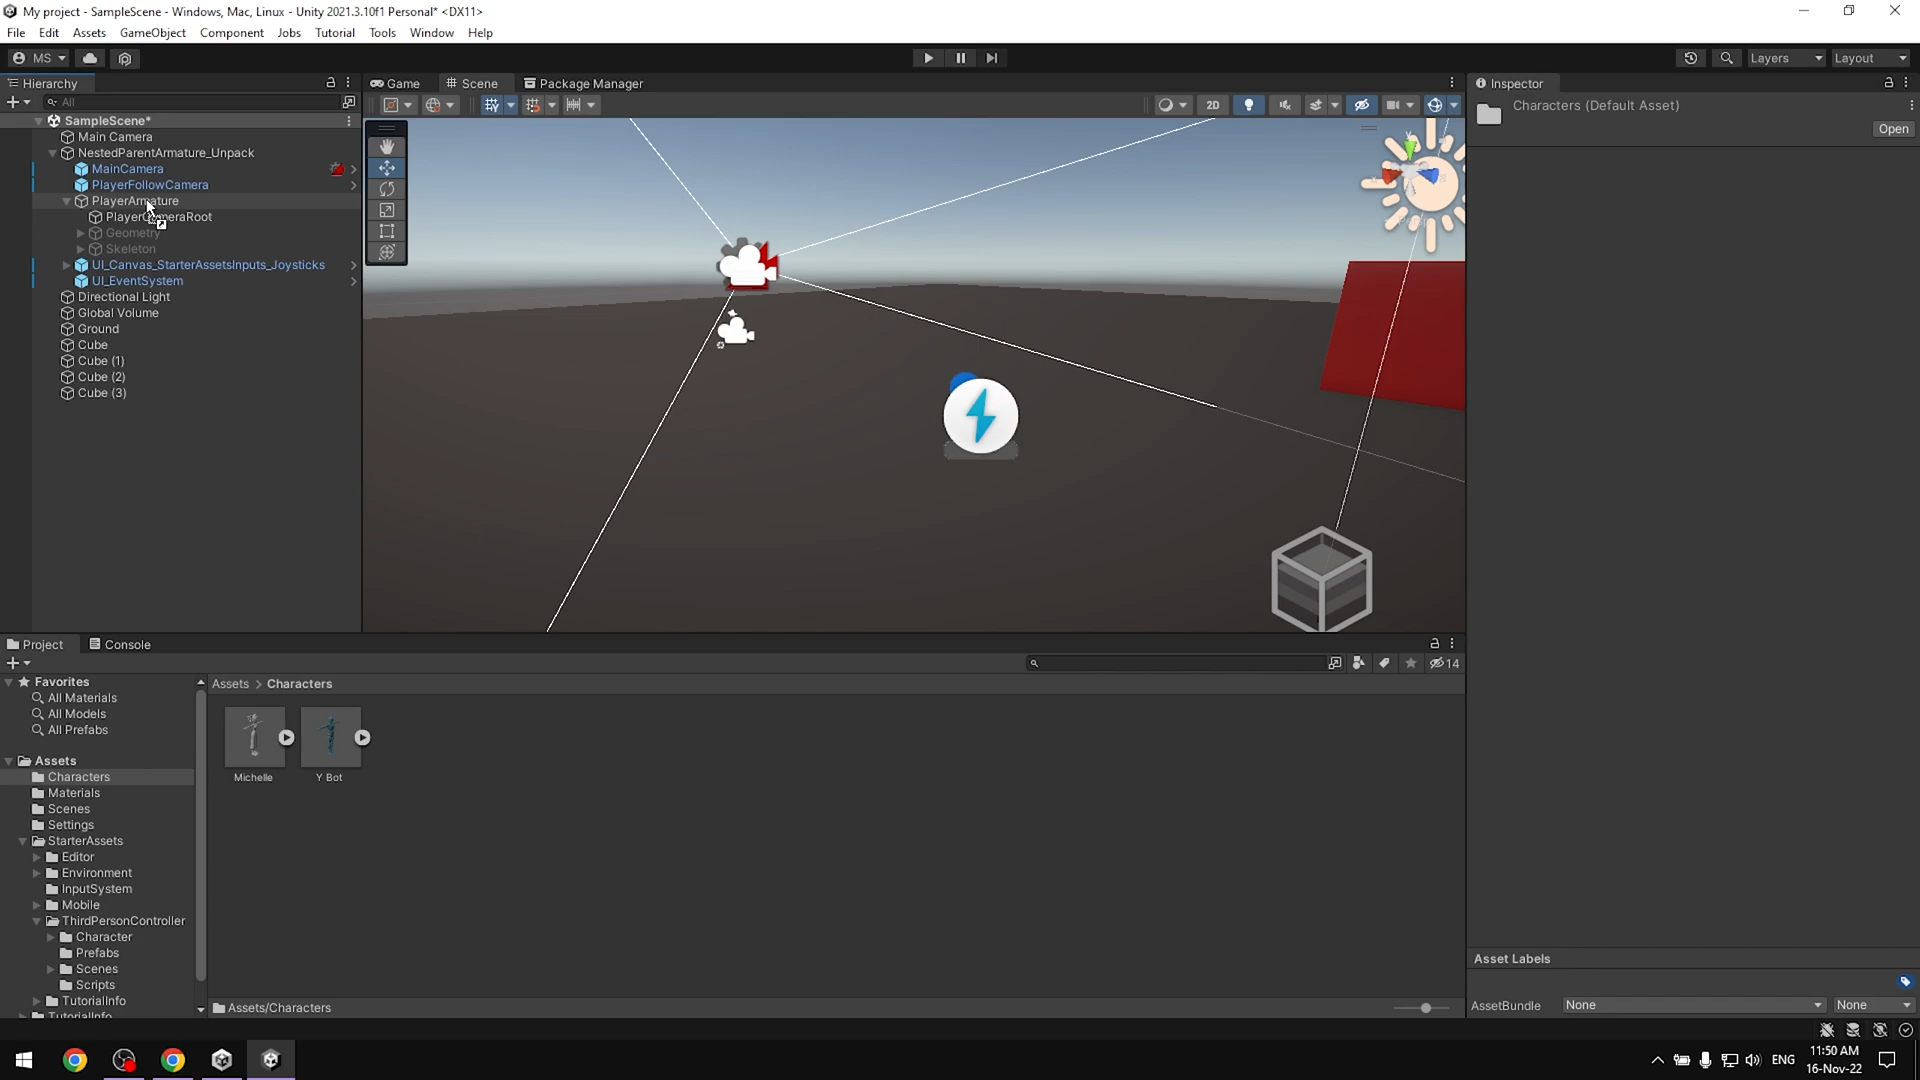 My project - SampleScene - Windows, Mac, Linux - Unity 2021.3.10f1 Personal* <DX11>
File Edit Assets GameObject Component Jobs Tutorial Tools Window Help
MS
Layers
Layout
Hierarchy
Game
Scene
Package Manager
Inspector
All
2D
Characters (Default Asset)
Open
SampleScene*
Main Camera
NestedParentArmature_Unpack
MainCamera
PlayerFollowCamera
PlayerArmature
PlayerCameraRoot
Geometry
Skeleton
UI_Canvas_StarterAssetsInputs_Joysticks
UI_EventSystem
Directional Light
Global Volume
Ground
Cube
Cube (1)
Cube (2)
Cube (3)
Project
Console
14
Favorites
All Materials
All Models
All Prefabs
Assets
Characters
Materials
Scenes
Settings
StarterAssets
Editor
Environment
InputSystem
Mobile
ThirdPersonController
Character
Prefabs
Scenes
Scripts
TutorialInfo
TutorialInfo
Assets > Characters
Michelle
Y Bot
Assets/Characters
Asset Labels
AssetBundle
None
None
ENG
11:50 AM
16-Nov-22